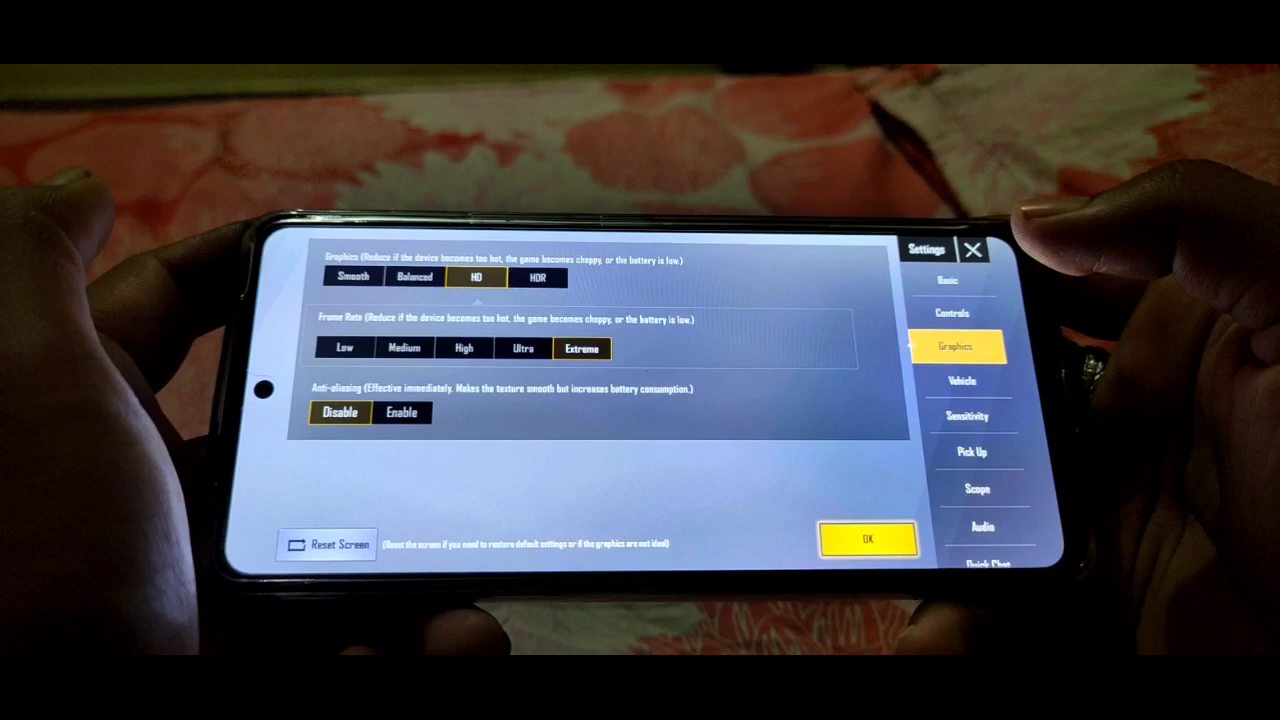 Settings
Graphics (Reduce if the device becomes too hot, the game becomes choppy, or the battery is low.)
Smooth Balanced HD HDR
Basic
Frame Rate (Reduce if the device becomes too hot, the game becomes choppy, or the battery is low.)
Controls
Low Medium High Ultra Extreme
Graphics
Anti-aliasing (Effective immediately. Makes the texture smooth but increases battery consumption.)
Vehicle
Disable Enable
Sensitivity
Pick Up
Scope
Audio
Reset Screen (Reset the screen if you need to restore default settings or if the graphics are not ideal)
OK
Quick Chat